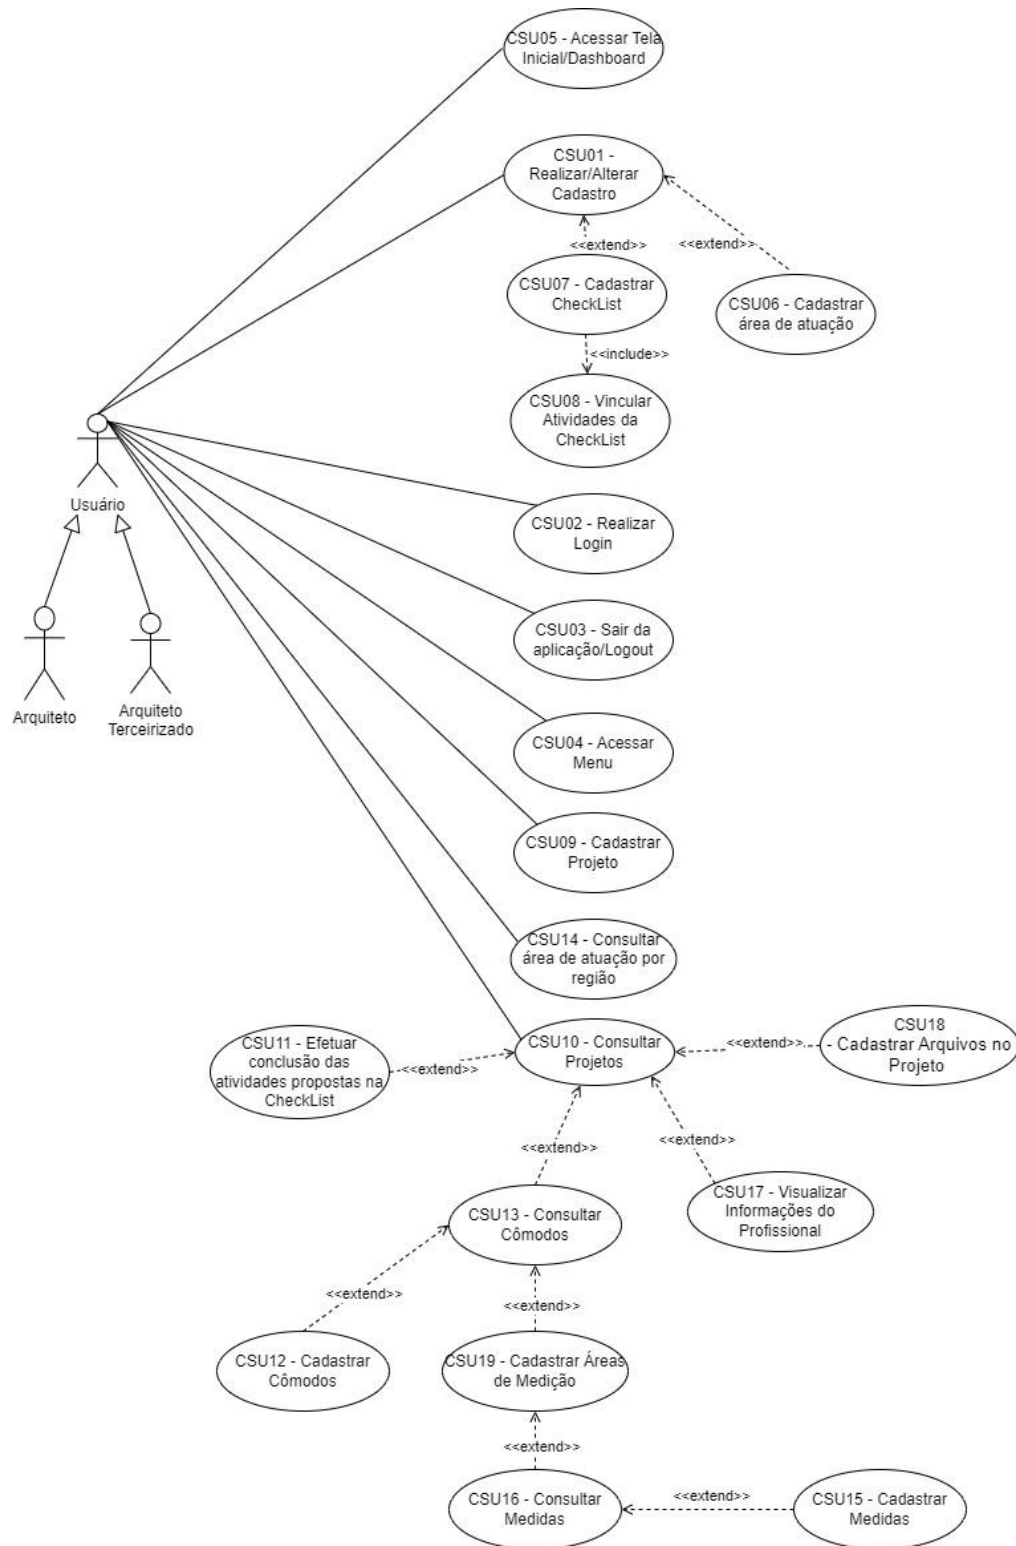 CSU05 - Acessar Tela
Inicial/Dashboard
CSU01 -
Realizar/Alterar
Cadastro
<<extend>>
<<extend>>
CSU07 - Cadastrar
CheckList
CSU06 - Cadastrar
área de atuação
<<include>>
CSU08 - Vincular
Atividades da
CheckList
Usuário
CSU02 - Realizar
Login
CSU03 - Sair da
aplicação/Logout
Arquiteto
Arquiteto
Terceirizado
CSU04 - Acessar
Menu
CSU09 - Cadastrar
Projeto
CSU14 - Consultar
área de atuação por
região
CSU11 - Efetuar
conclusão das
atividades propostas na
CheckList
<<extend>>
CSU10 - Consultar
Projetos
<<extend>>
CSU18
- Cadastrar Arquivos no
Projeto
<<extend>>
<<extend>>
CSU13 - Consultar
Cômodos
CSU17 - Visualizar
Informações do
Profissional
<<extend>>
<<extend>>
CSU12 - Cadastrar
Cômodos
CSU19 - Cadastrar Áreas
de Medição
<<extend>>
CSU16 - Consultar
Medidas
<<extend>>
CSU15 - Cadastrar
Medidas